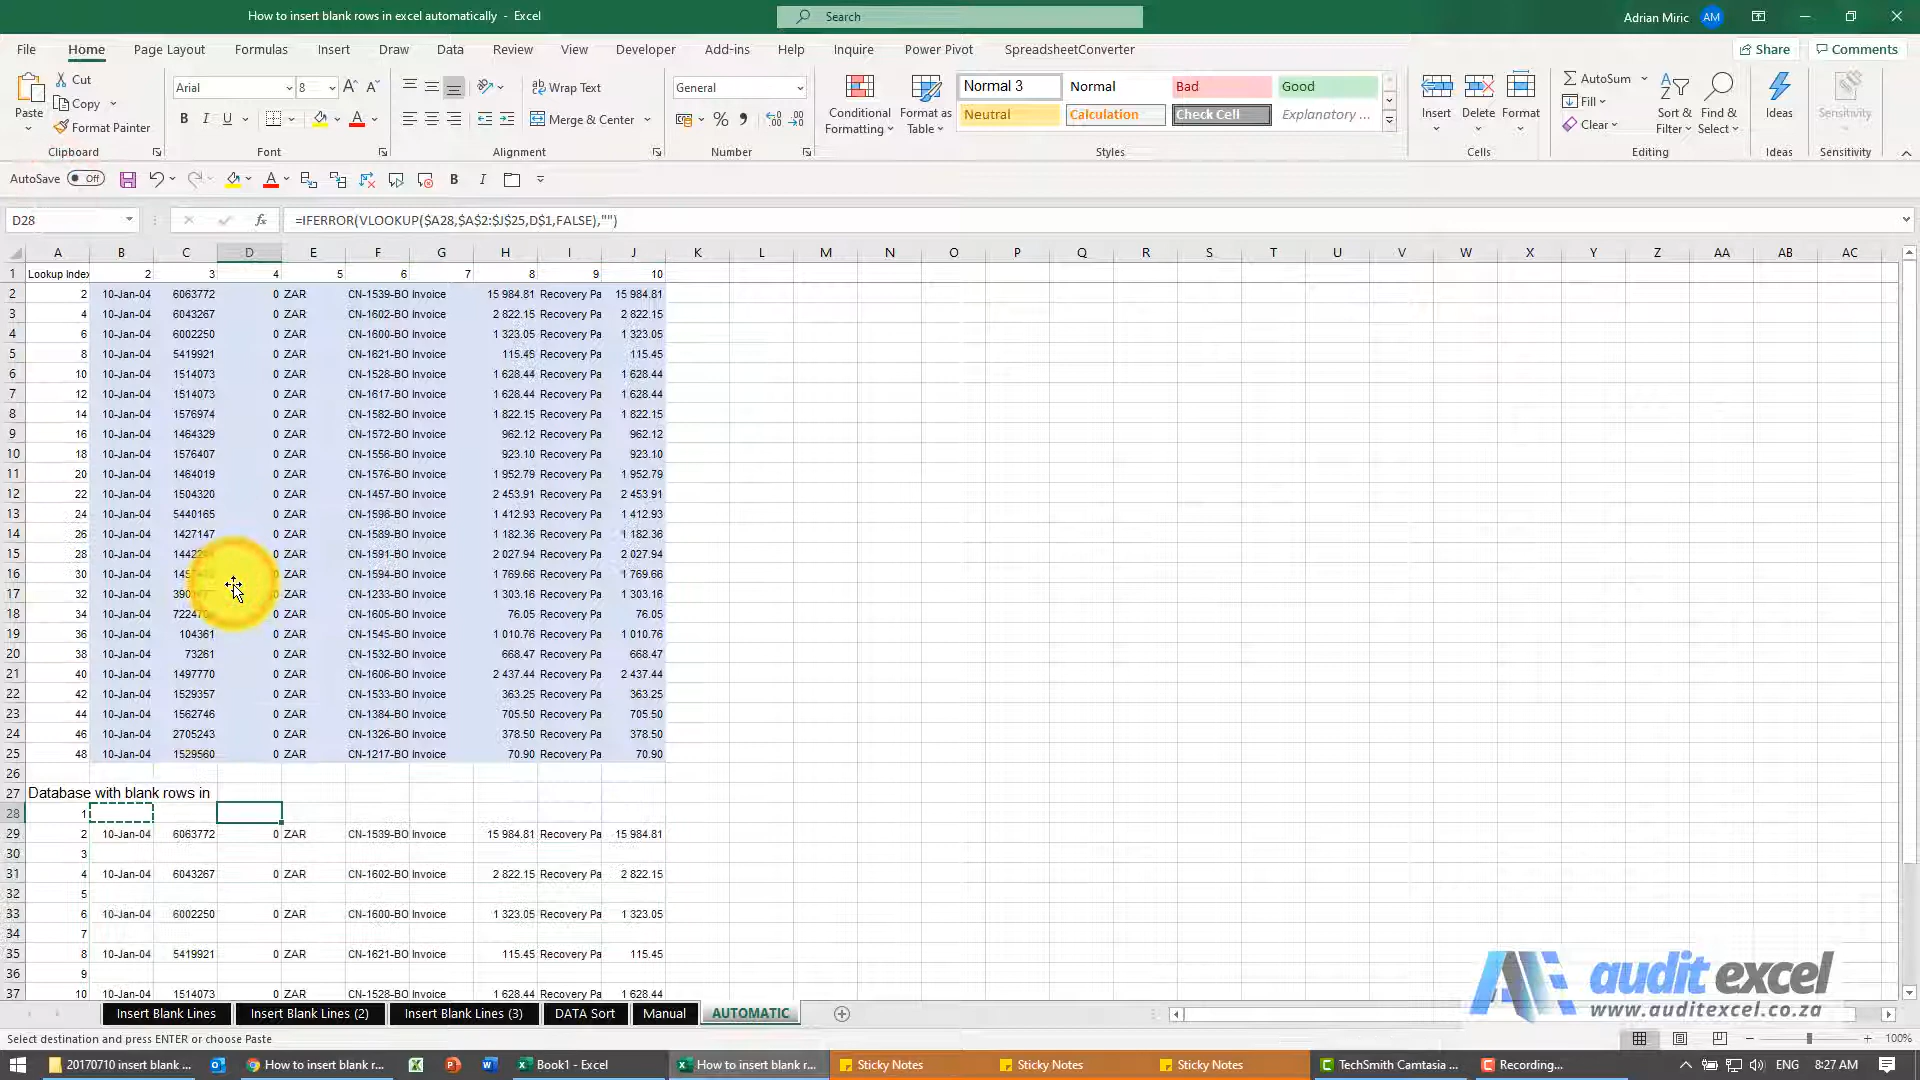 How to insert blank rows in excel automatically - Excel
Search
Adrian Miric
AM
File Home Page Layout Formulas Insert Draw Data Review View Developer Add-ins Help Inquire Power Pivot SpreadsheetConverter
Share
Comments
Paste
Cut
Copy
Format Painter
Clipboard
Arial 8
Font
Wrap Text
Merge & Center
Alignment
General
Number
Conditional Formatting
Format as Table
Normal 3 Normal Bad Good
Neutral Calculation Check Cell Explanatory ...
Styles
Insert Delete Format
Cells
AutoSum
Fill
Clear
Sort & Filter
Find & Select
Editing
Ideas
Ideas
Sensitivity
Sensitivity
AutoSave Off
D28 =IFERROR(VLOOKUP($A28,$A$2:$J$25,D$1,FALSE),"")
A B C D E F G H I J K L M N O P Q R S T U V W X Y Z AA AB AC
1 Lookup Index 2 3 4 5 6 7 8 9 10
2 2 10-Jan-04 6063772 0 ZAR CN-1539-BO Invoice 15 984.81 Recovery Pa 15 984.81
3 4 10-Jan-04 6043267 0 ZAR CN-1602-BO Invoice 2 822.15 Recovery Pa 2 822.15
4 6 10-Jan-04 6002250 0 ZAR CN-1600-BO Invoice 1 323.05 Recovery Pa 1 323.05
5 8 10-Jan-04 5419921 0 ZAR CN-1621-BO Invoice 115.45 Recovery Pa 115.45
6 10 10-Jan-04 1514073 0 ZAR CN-1528-BO Invoice 1 628.44 Recovery Pa 1 628.44
7 12 10-Jan-04 1514073 0 ZAR CN-1617-BO Invoice 1 628.44 Recovery Pa 1 628.44
8 14 10-Jan-04 1576974 0 ZAR CN-1582-BO Invoice 1 822.15 Recovery Pa 1 822.15
9 16 10-Jan-04 1464329 0 ZAR CN-1572-BO Invoice 962.12 Recovery Pa 962.12
10 18 10-Jan-04 1576407 0 ZAR CN-1556-BO Invoice 923.10 Recovery Pa 923.10
11 20 10-Jan-04 1464019 0 ZAR CN-1576-BO Invoice 1 952.79 Recovery Pa 1 952.79
12 22 10-Jan-04 1504320 0 ZAR CN-1457-BO Invoice 2 453.91 Recovery Pa 2 453.91
13 24 10-Jan-04 5440165 0 ZAR CN-1596-BO Invoice 1 412.93 Recovery Pa 1 412.93
14 26 10-Jan-04 1427147 0 ZAR CN-1589-BO Invoice 1 182.36 Recovery Pa 1 182.36
15 28 10-Jan-04 0 ZAR CN-1591-BO Invoice 2 027.94 Recovery Pa 2 027.94
16 30 10-Jan-04 0 ZAR CN-1594-BO Invoice 1 769.66 Recovery Pa 1 769.66
17 32 10-Jan-04 0 ZAR CN-1233-BO Invoice 1 303.16 Recovery Pa 1 303.16
18 34 10-Jan-04 0 ZAR CN-1605-BO Invoice 76.05 Recovery Pa 76.05
19 36 10-Jan-04 104361 0 ZAR CN-1545-BO Invoice 1 010.76 Recovery Pa 1 010.76
20 38 10-Jan-04 73261 0 ZAR CN-1532-BO Invoice 668.47 Recovery Pa 668.47
21 40 10-Jan-04 1497770 0 ZAR CN-1606-BO Invoice 2 437.44 Recovery Pa 2 437.44
22 42 10-Jan-04 1529357 0 ZAR CN-1533-BO Invoice 363.25 Recovery Pa 363.25
23 44 10-Jan-04 1562746 0 ZAR CN-1384-BO Invoice 705.50 Recovery Pa 705.50
24 46 10-Jan-04 2705243 0 ZAR CN-1326-BO Invoice 378.50 Recovery Pa 378.50
25 48 10-Jan-04 1529560 0 ZAR CN-1217-BO Invoice 70.90 Recovery Pa 70.90
26
27 Database with blank rows in
28 1
29 2 10-Jan-04 6063772 0 ZAR CN-1539-BO Invoice 15 984.81 Recovery Pa 15 984.81
30 3
31 4 10-Jan-04 6043267 0 ZAR CN-1602-BO Invoice 2 822.15 Recovery Pa 2 822.15
32 5
33 6 10-Jan-04 6002250 0 ZAR CN-1600-BO Invoice 1 323.05 Recovery Pa 1 323.05
34 7
35 8 10-Jan-04 5419921 0 ZAR CN-1621-BO Invoice 115.45 Recovery Pa 115.45
36 9
37 10 10-Jan-04 1514073 0 ZAR CN-1528-BO Invoice 1 628.44 Recovery Pa 1 628.44
audit excel
www.auditexcel.co.za
Insert Blank Lines Insert Blank Lines (2) Insert Blank Lines (3) DATA Sort Manual AUTOMATIC
Select destination and press ENTER or choose Paste
100%
20170710 insert blank ... How to insert blank r... Book1 - Excel How to insert blank r... Sticky Notes Sticky Notes Sticky Notes TechSmith Camtasia ... Recording... ENG 8:27 AM